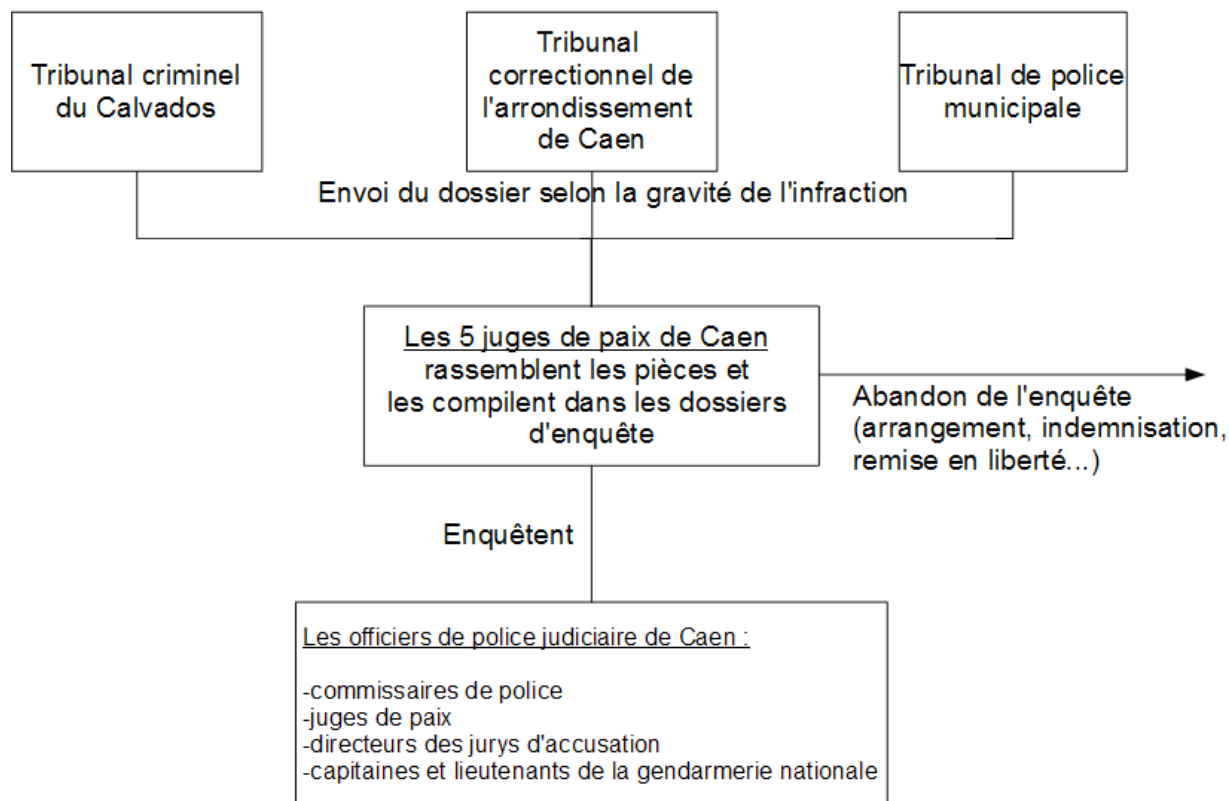 Tribunal criminel
du Calvados
Tribunal
correctionnel de
l'arrondissement
de Caen
Tribunal de police
municipale
Envoi du dossier selon la gravité de l'infraction
Les 5 juges de paix de Caen
rassemblent les pièces et
les compilent dans les dossiers
d'enquête
Abandon de l'enquête
(arrangement, indemnisation,
remise en liberté...)
Enquêtent
Les officiers de police judiciaire de Caen :
-commissaires de police
-juges de paix
-directeurs des jurys d'accusation
-capitaines et lieutenants de la gendarmerie nationale